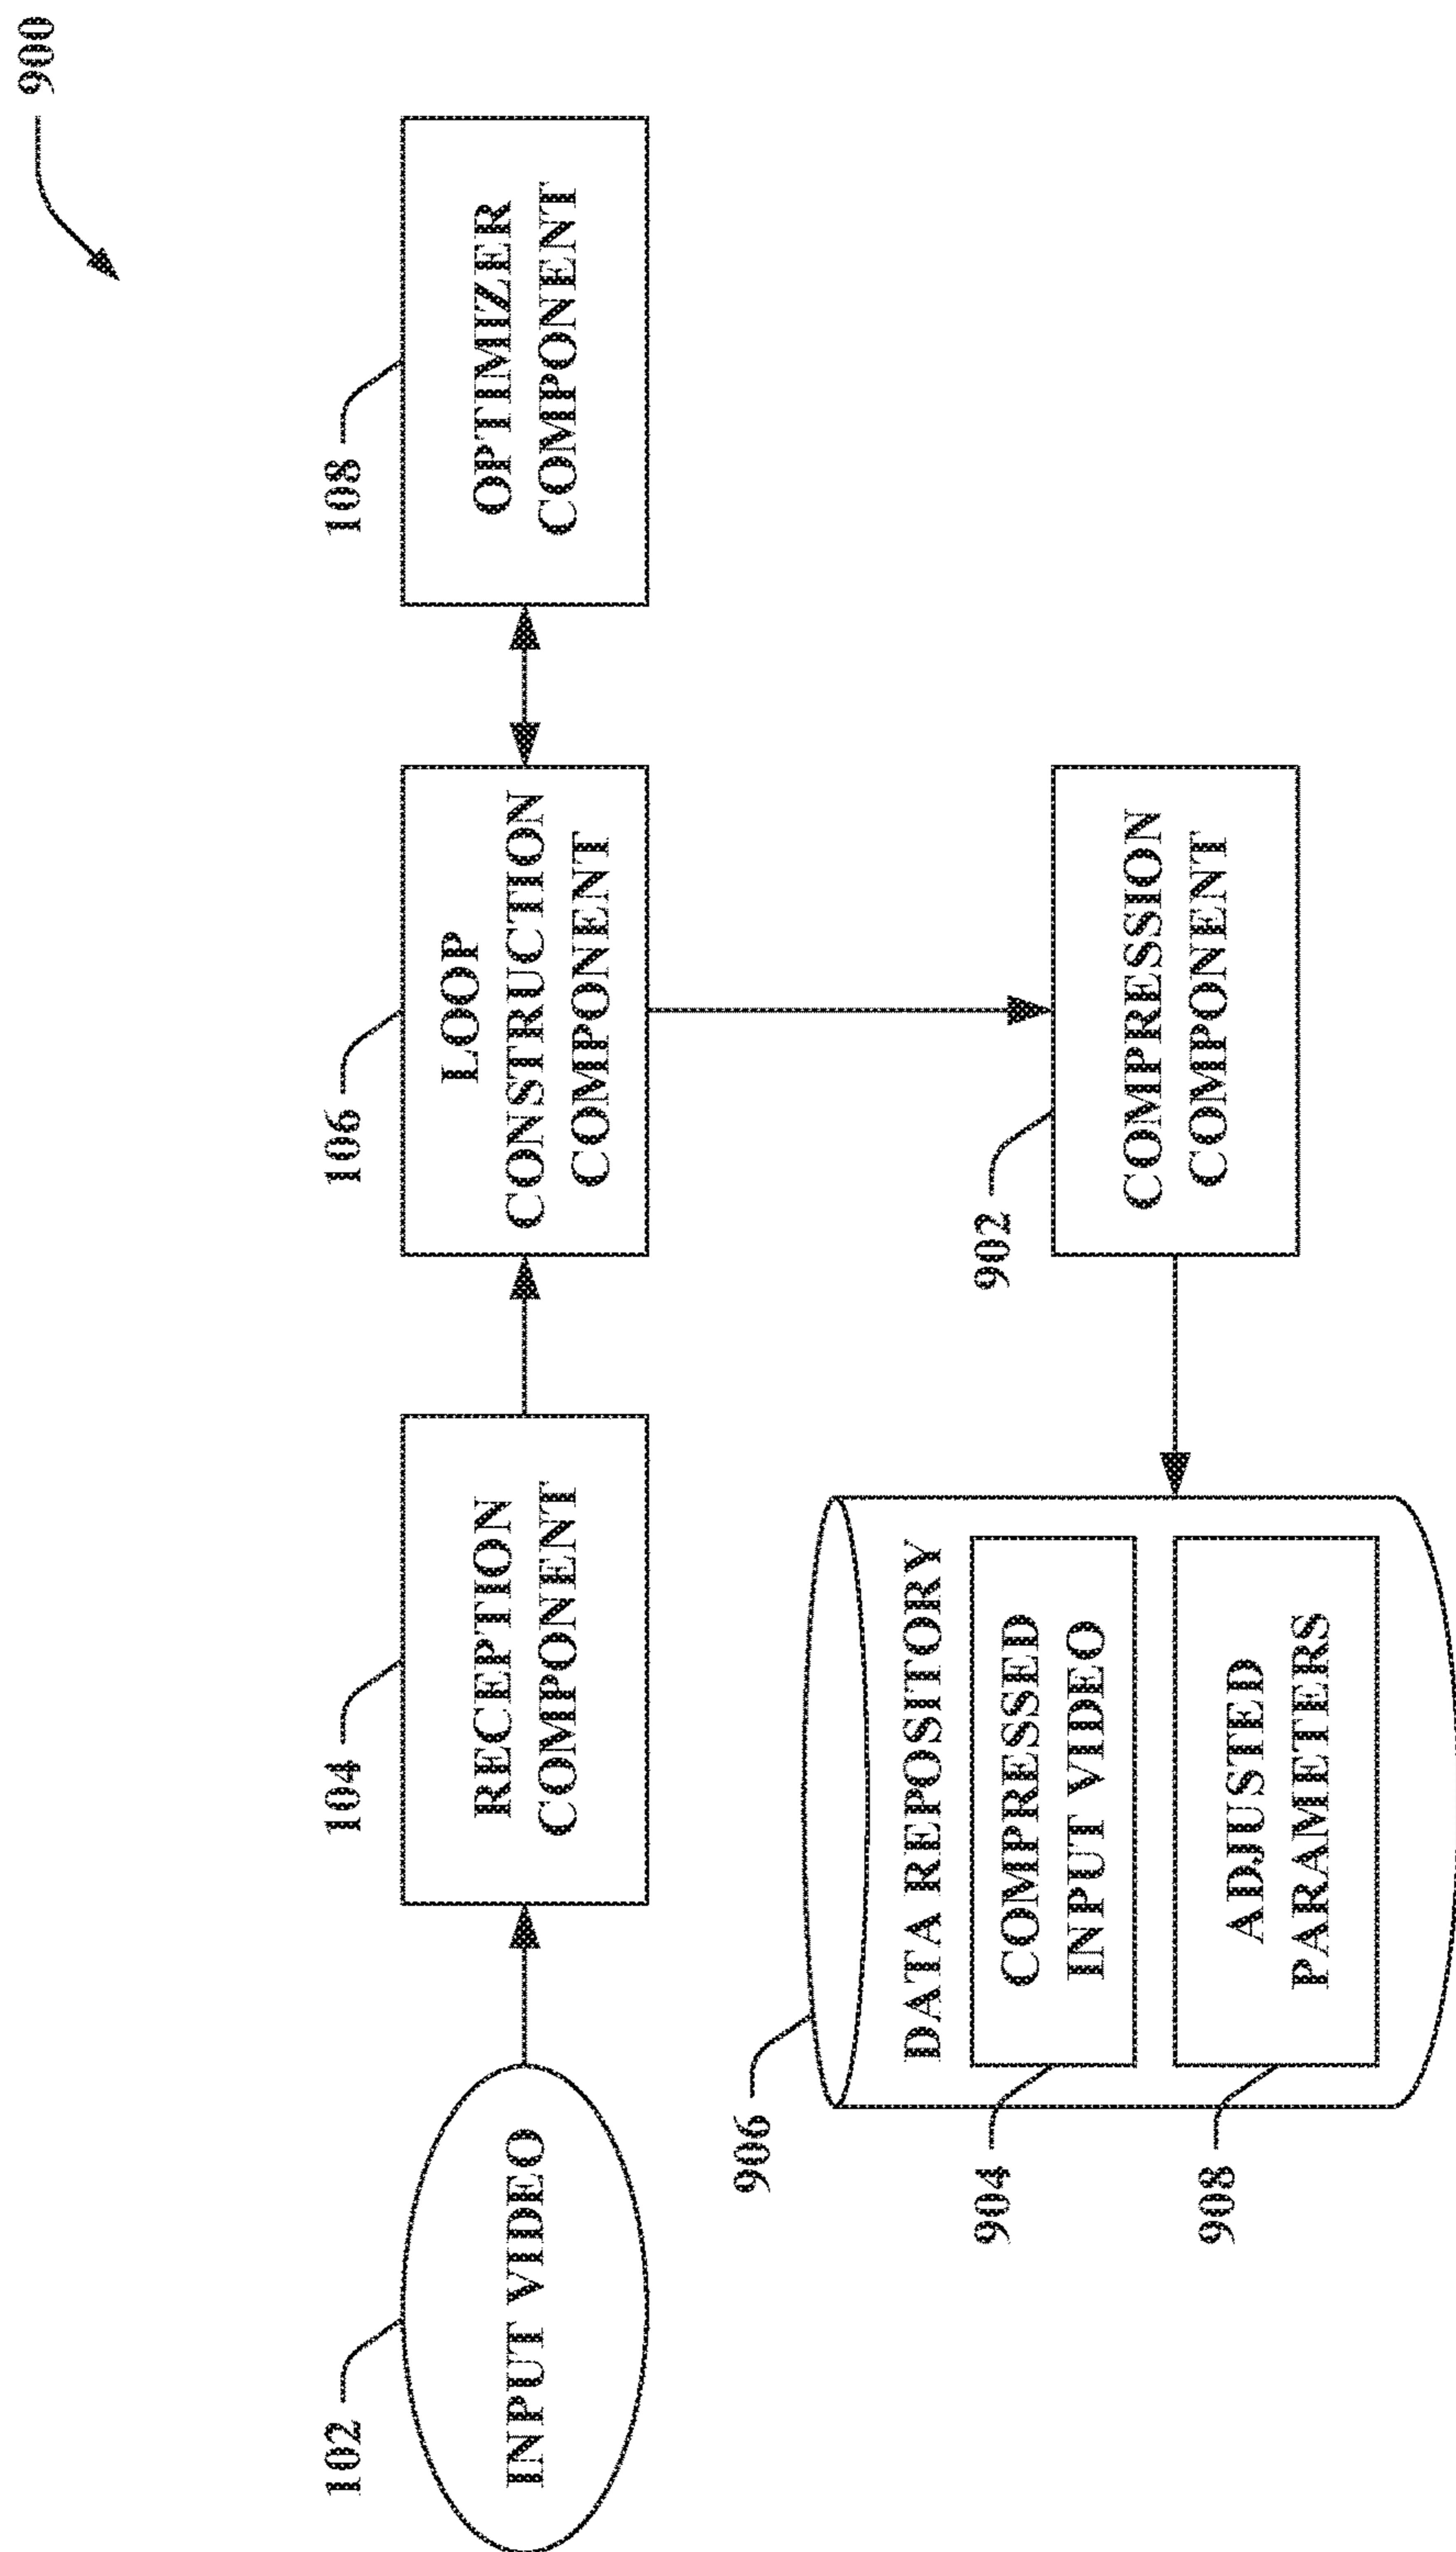 900
102
INPUT VIDEO
104
RECEPTION
COMPONENT
106
LOOP
CONSTRUCTION
COMPONENT
108
OPTIMIZER
COMPONENT
906
DATA REPOSITORY
904
COMPRESSED
INPUT VIDEO
908
ADJUSTED
PARAMETERS
902
COMPRESSION
COMPONENT